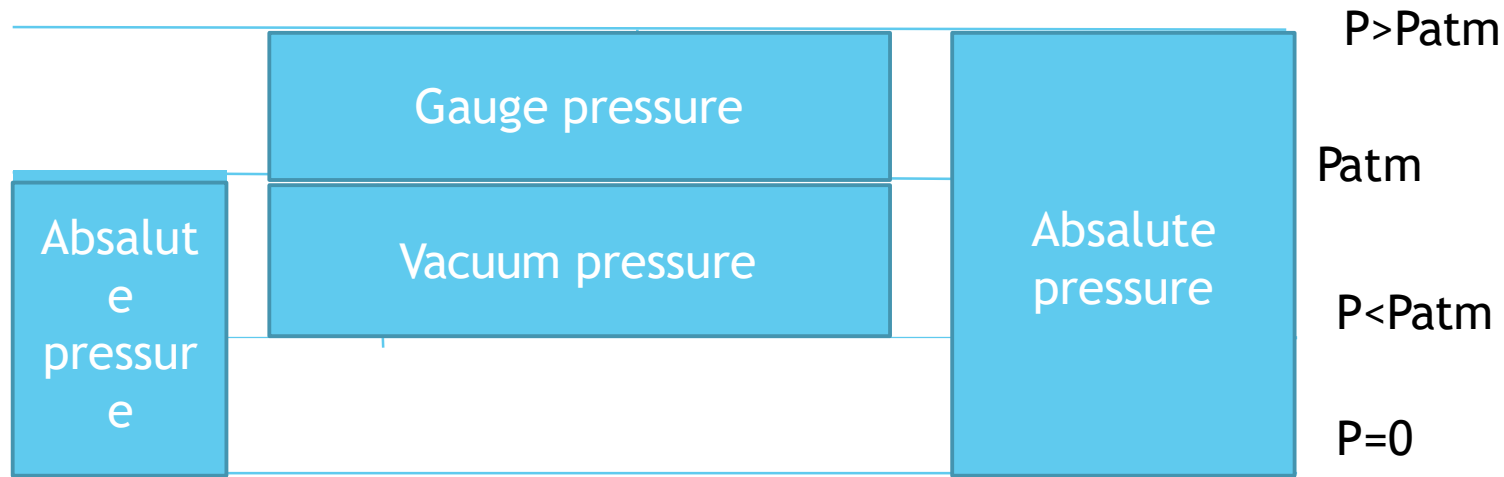 P>Patm
Gauge pressure
Patm
Absalut
e
pressur
e
Vacuum pressure
Absalute
pressure
P<Patm
P=0